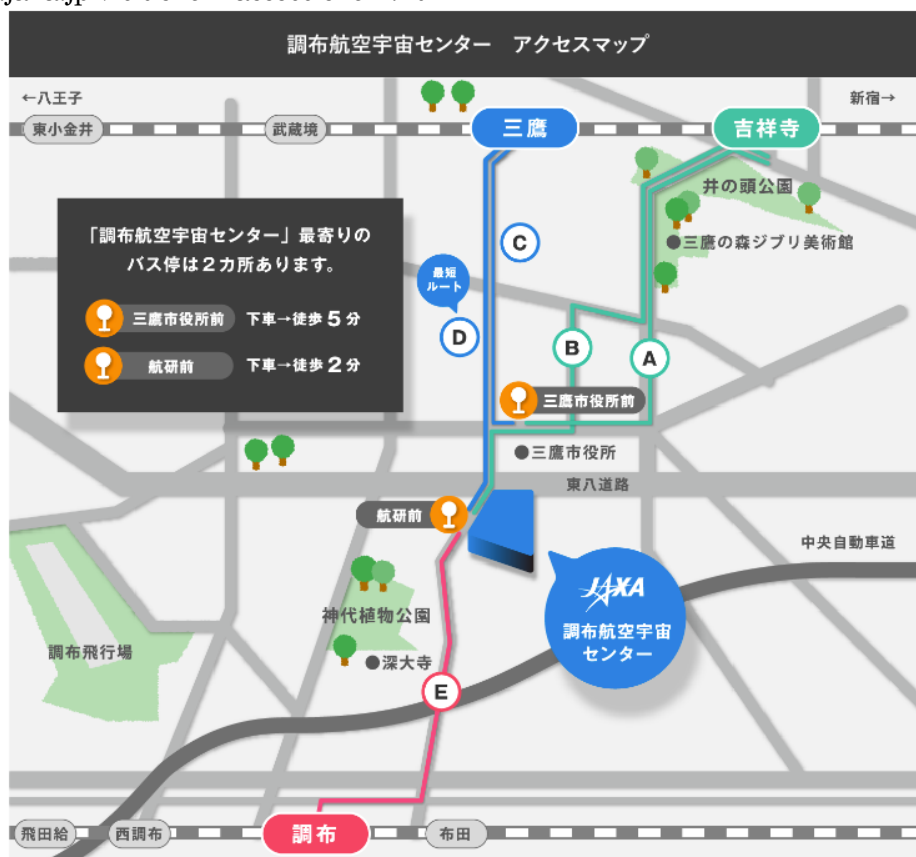 調布航空宇宙センター アクセスマップ
←八王子
新宿→
東小金井
武蔵境
三鷹
吉祥寺
井の頭公園
●三鷹の森ジブリ美術館
「調布航空宇宙センター」最寄りの
バス停は2カ所あります。
三鷹市役所前 下車→徒歩5分
航研前 下車→徒歩2分
C
最短
ルート
D
B
A
三鷹市役所前
●三鷹市役所
東八道路
航研前
中央自動車道
JAXA
調布航空宇宙
センター
神代植物公園
調布飛行場
●深大寺
E
飛田給
西調布
調布
布田